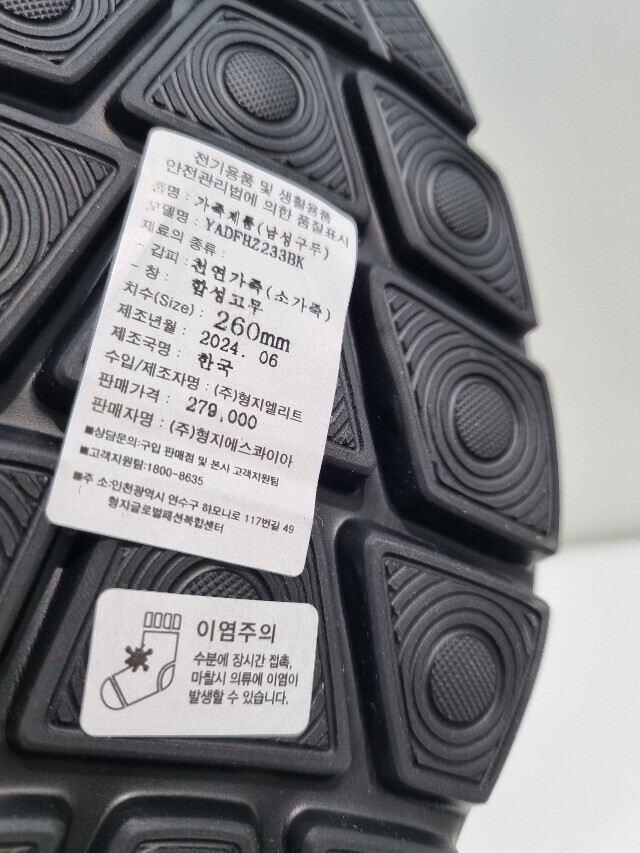 전기용품 및 생활용품
안전관리법에 의한 품질표시
품명 : 가죽제품(남성구두)
모델명 : YADFHZ233BK
재료의 종류 :
- 갑피 : 천연가죽(소가죽)
- 창 : 합성고무
치수(Size) : 260mm
제조년월 : 2024. 06
제조국명 : 한국
수입/제조자명 : (주)형지엘리트
판매가격 : 279,000
판매자명 : (주)형지에스콰이아
■상담문의:구입 판매점 및 본사 고객지원팀
■고객지원팀:1800-8635
■주 소:인천광역시 연수구 하모니로 117번길 49
형지글로벌패션복합센터
이염주의
수분에 장시간 접촉,
마찰시 의류에 이염이
발생할 수 있습니다.